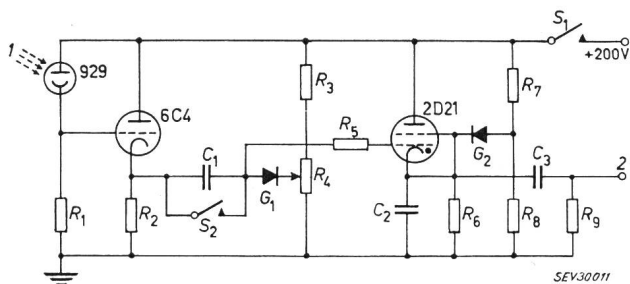 S1
+200V
1
929
6C4
2D21
R3
R7
R5
G2
C1
C3
2
R4
G1
S2
R1
R2
C2
R6
R8
R9
SEV30011